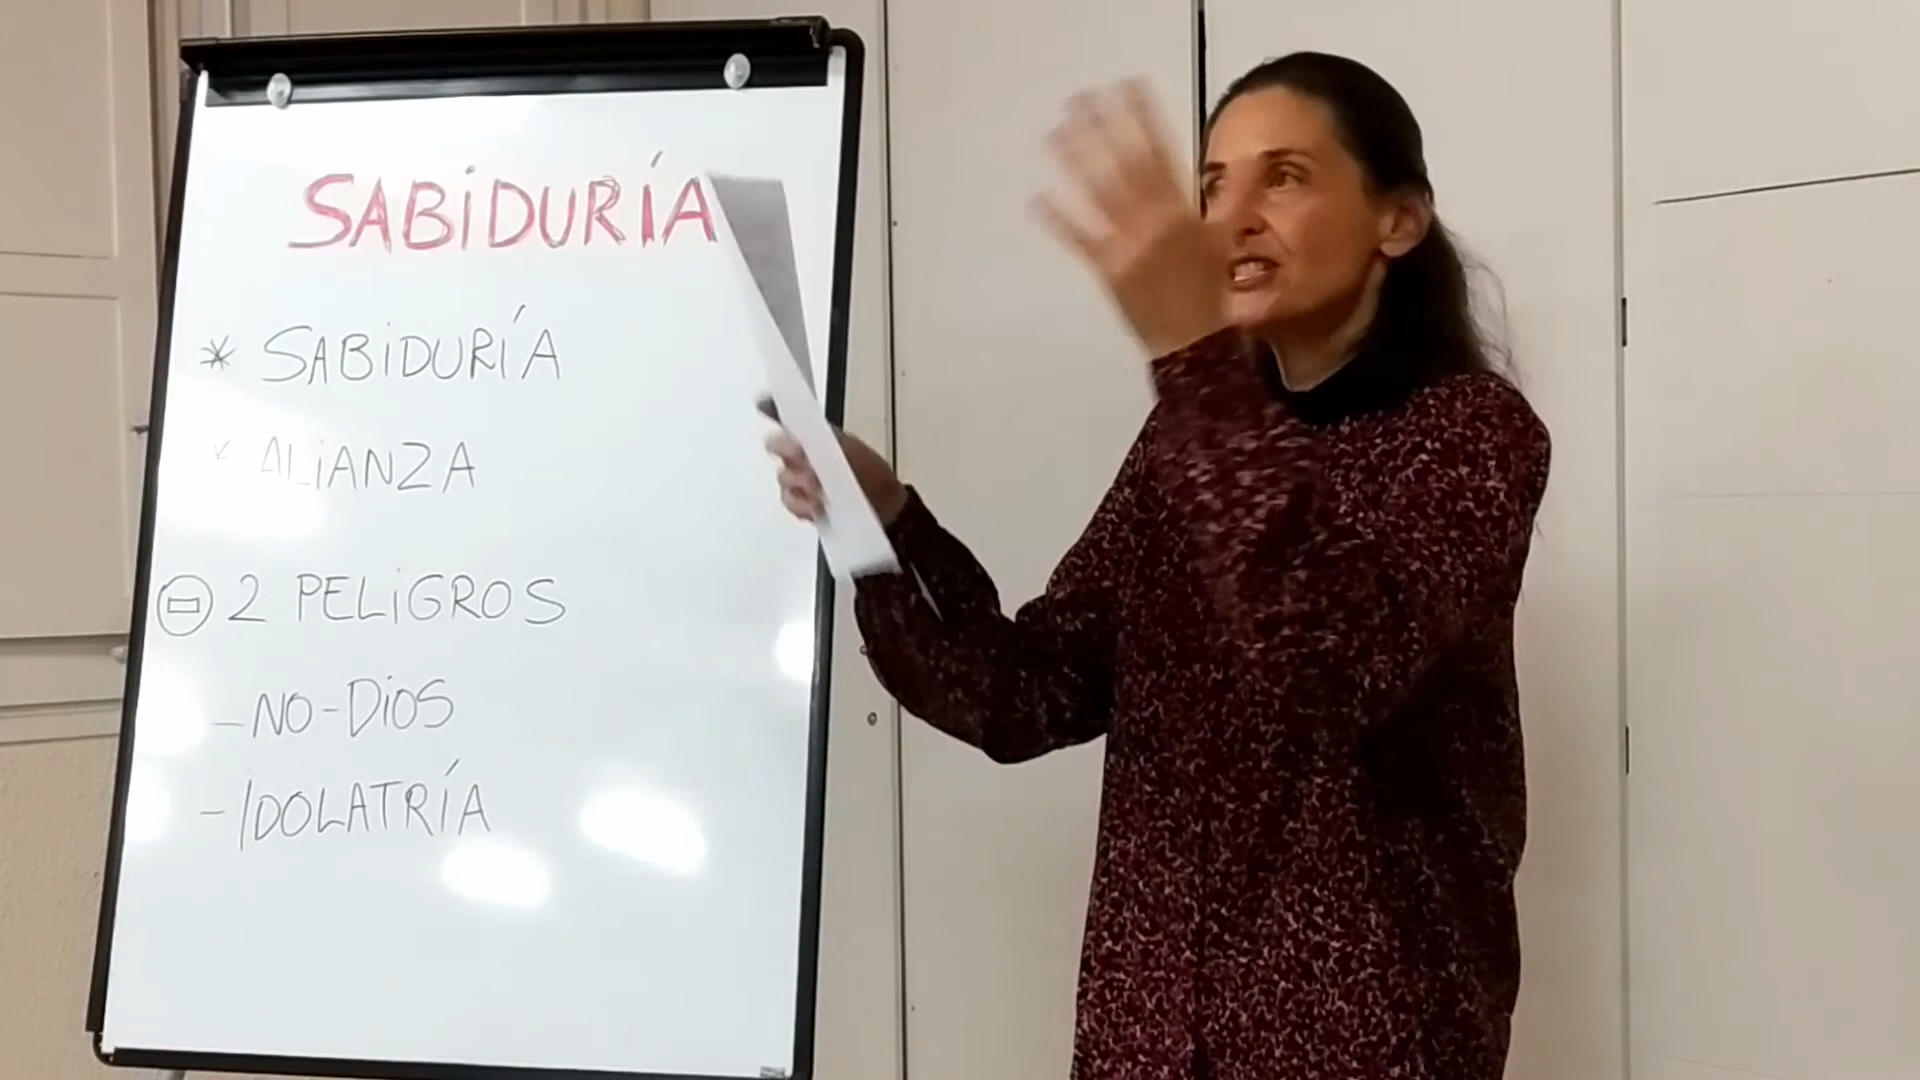 SABIDURÍA
* SABIDURÍA
* ALIANZA
⊖ 2 PELIGROS
- NO-DIOS
- IDOLATRÍA